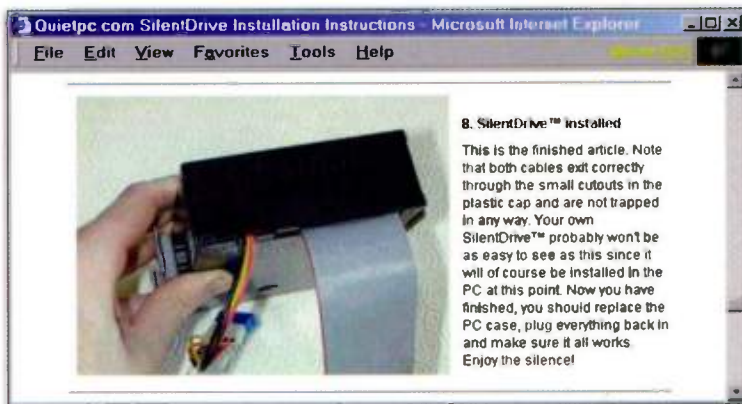 Quietpc com SilentDrive Installation Instructions - Microsoft Internet Explorer
File Edit View Favorites Tools Help
8. SilentDrive™ installed
This is the finished article. Note
that both cables exit correctly
through the small cutouts in the
plastic cap and are not trapped
in any way. Your own
SilentDrive™ probably won't be
as easy to see as this since it
will of course be installed in the
PC at this point. Now you have
finished, you should replace the
PC case, plug everything back in
and make sure it all works
Enjoy the silence!